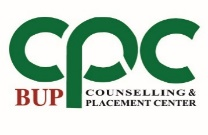 cpc
BUP COUNSELLING &
PLACEMENT CENTER